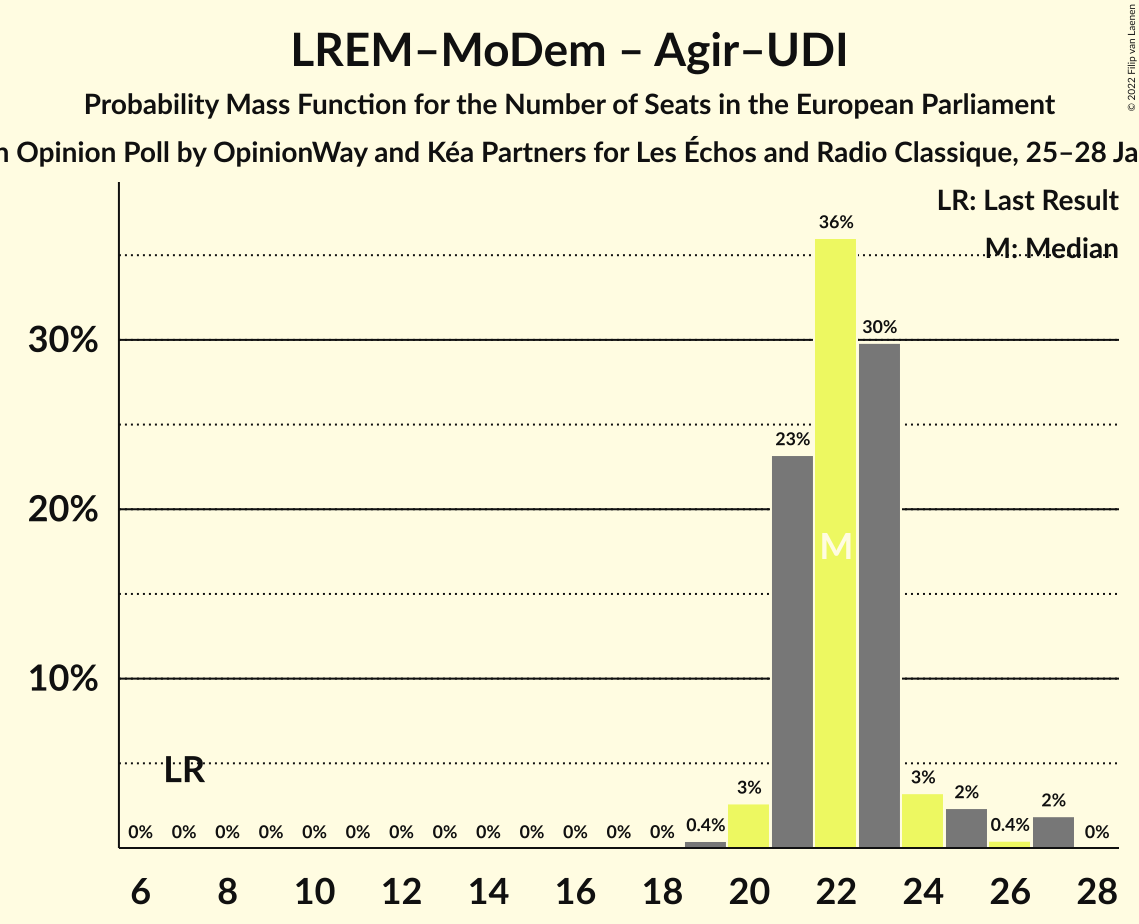 LREM–MoDem – Agir–UDI
Probability Mass Function for the Number of Seats in the European Parliament
Opinion Poll by OpinionWay and Kéa Partners for Les Échos and Radio Classique, 25–28 Ja
© 2022 Filip van Laenen
LR: Last Result
M: Median
36%
30%
30%
23%
20%
M
10%
LR
3%
3%
2%
2%
0% 0% 0% 0% 0% 0% 0% 0% 0% 0% 0% 0% 0% 0.4% 0.4% 0%
6 8 10 12 14 16 18 20 22 24 26 28